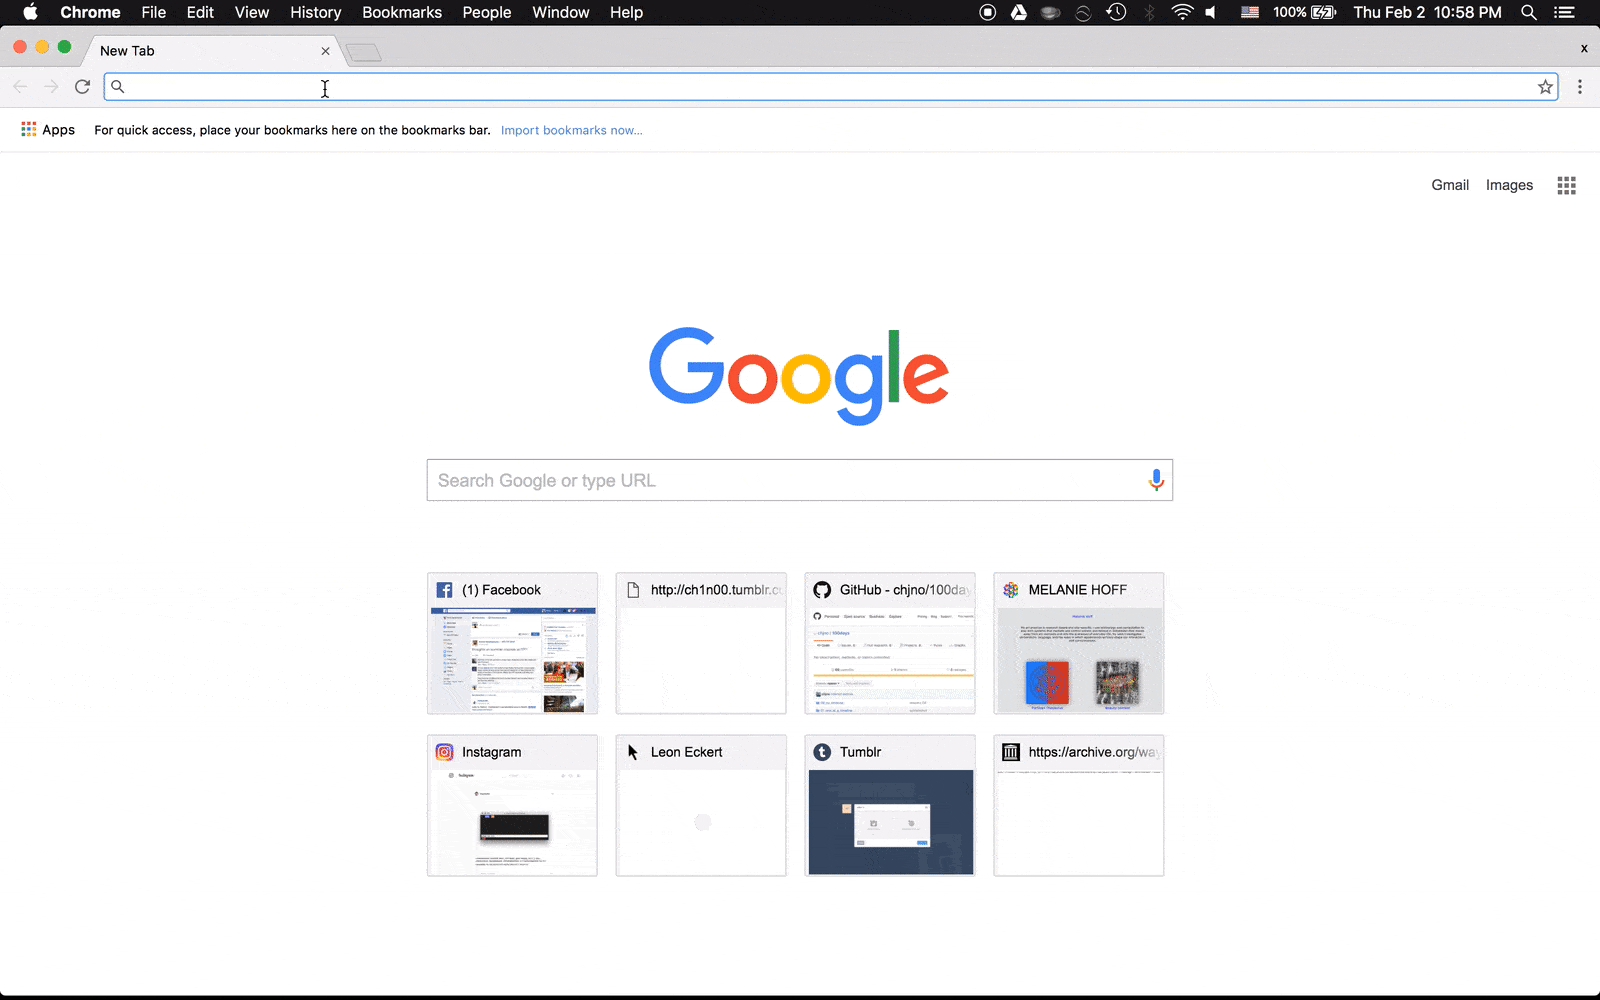 Chrome File Edit View History Bookmarks People Window Help 100% Thu Feb 2 10:58 PM
New Tab
x
Apps For quick access, place your bookmarks here on the bookmarks bar. Import bookmarks now...
Gmail Images
Google
Search Google or type URL
(1) Facebook http://ch1n00.tumblr.c GitHub - chjno/100day MELANIE HOFF
Instagram Leon Eckert Tumblr https://archive.org/way